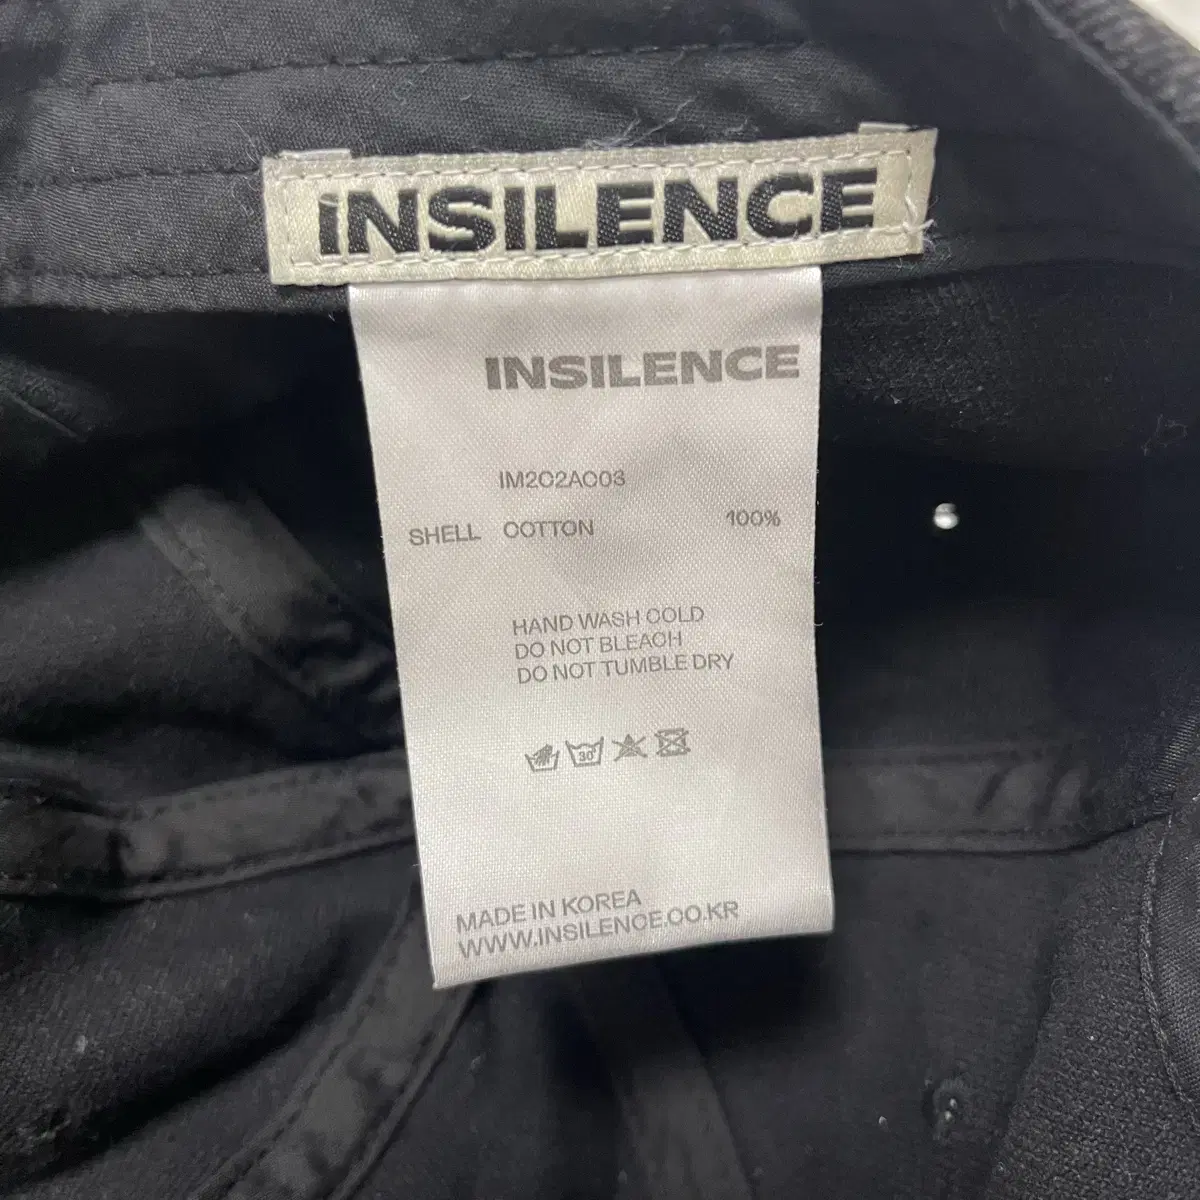 INSILENCE
INSILENCE
IM2C2AC03
SHELL COTTON 100%
HAND WASH COLD
DO NOT BLEACH
DO NOT TUMBLE DRY
30°
MADE IN KOREA
WWW.INSILENCE.CO.KR